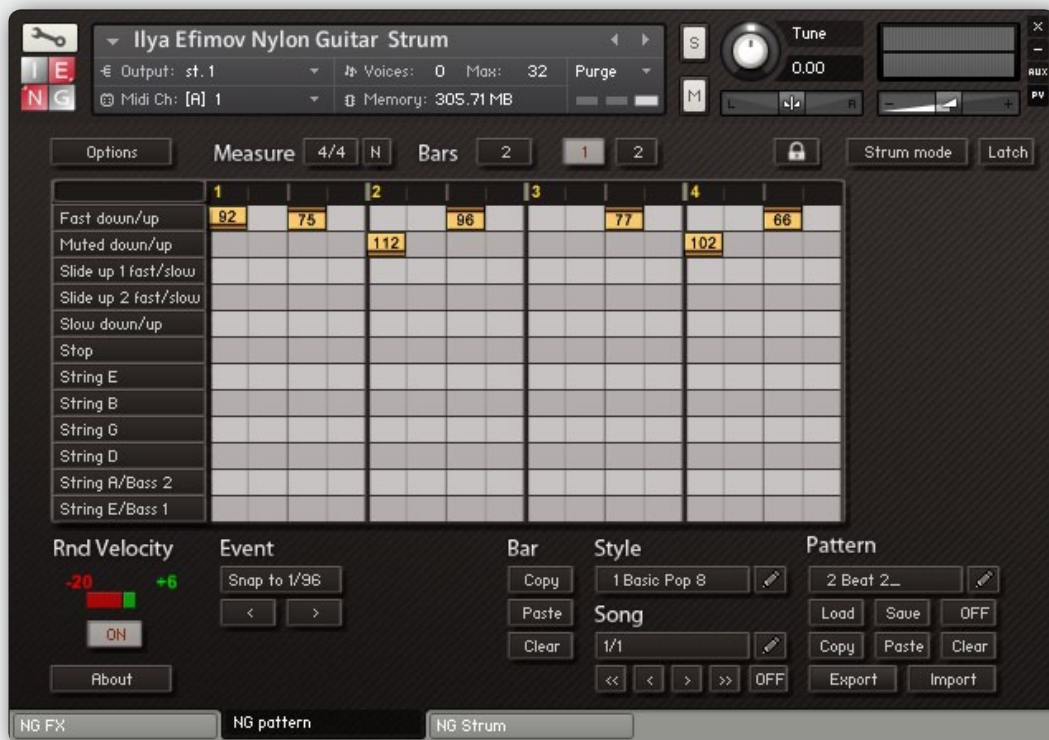 Ilya Efimov Nylon Guitar Strum
Output: st. 1
Voices: 0 Max: 32 Purge
Midi Ch: [A] 1
Memory: 305.71 MB
I E
N G
S
M
Tune
0.00
L R
- +
×
-
AUX
PV
Options Measure 4/4 N Bars 2 1 2 Strum mode Latch
1 2 3 4
Fast down/up 92 75 96 77 66
Muted down/up 112 102
Slide up 1 fast/slow
Slide up 2 fast/slow
Slow down/up
Stop
String E
String B
String G
String D
String A/Bass 2
String E/Bass 1
Rnd Velocity Event Bar Style Pattern
-20 +6 Snap to 1/96 Copy 1 Basic Pop 8 2 Beat 2_
< > Paste Song Load Save OFF
ON Clear 1/1 Copy Paste Clear
About << < > >> OFF Export Import
NG FX NG pattern NG Strum